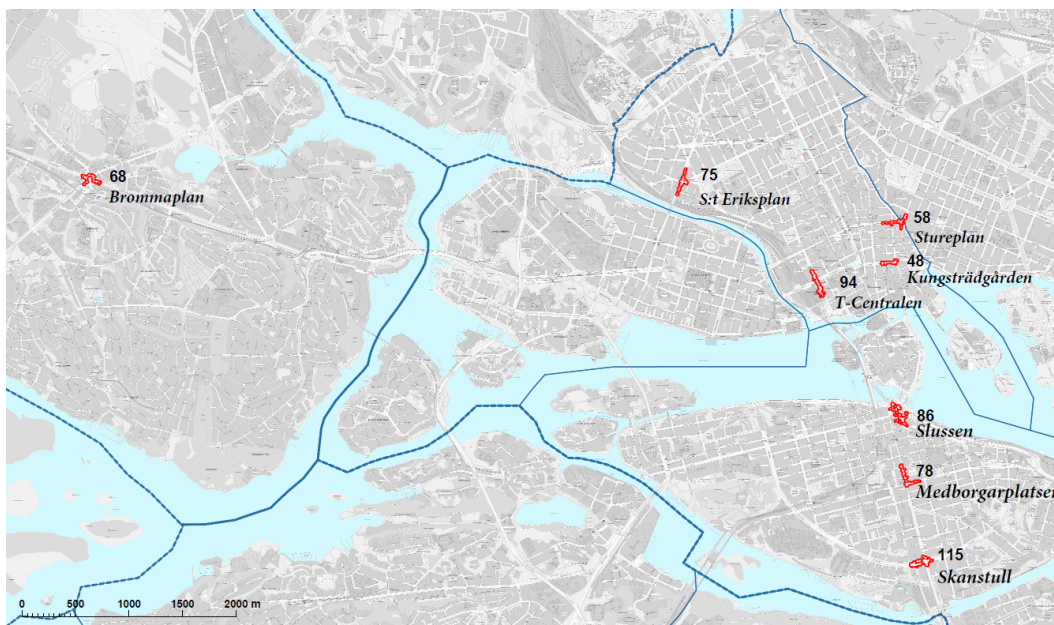 68
Brommaplan
75
S:t Eriksplan
58
Stureplan
48
Kungsträdgården
94
T-Centralen
86
Slussen
78
Medborgarplatsen
115
Skanstull
0 500 1000 1500 2000 m